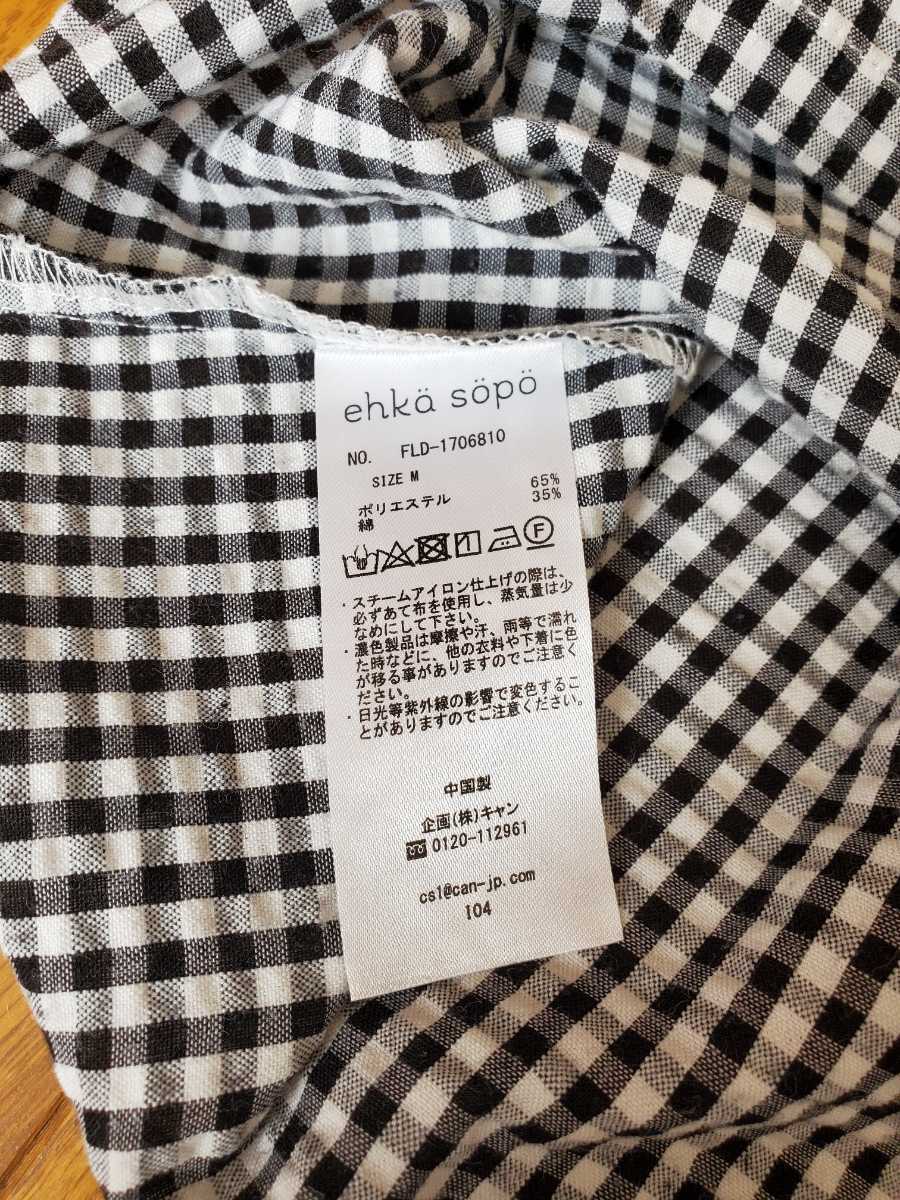 ehkä söpö
NO. FLD-1706810
SIZE M
ポリエステル 65%
綿 35%
F
・スチームアイロン仕上げの際は、
必ずあて布を使用し、蒸気量は少
なめにして下さい。
・濃色製品は摩擦や汗、雨等で濡れ
た時などに、他の衣料や下着に色
が移る事がありますのでご注意く
ださい。
・日光等紫外線の影響で変色するこ
とがありますのでご注意ください。
中国製
企画(株)キャン
0120-112961
cs1@can-jp.com
104